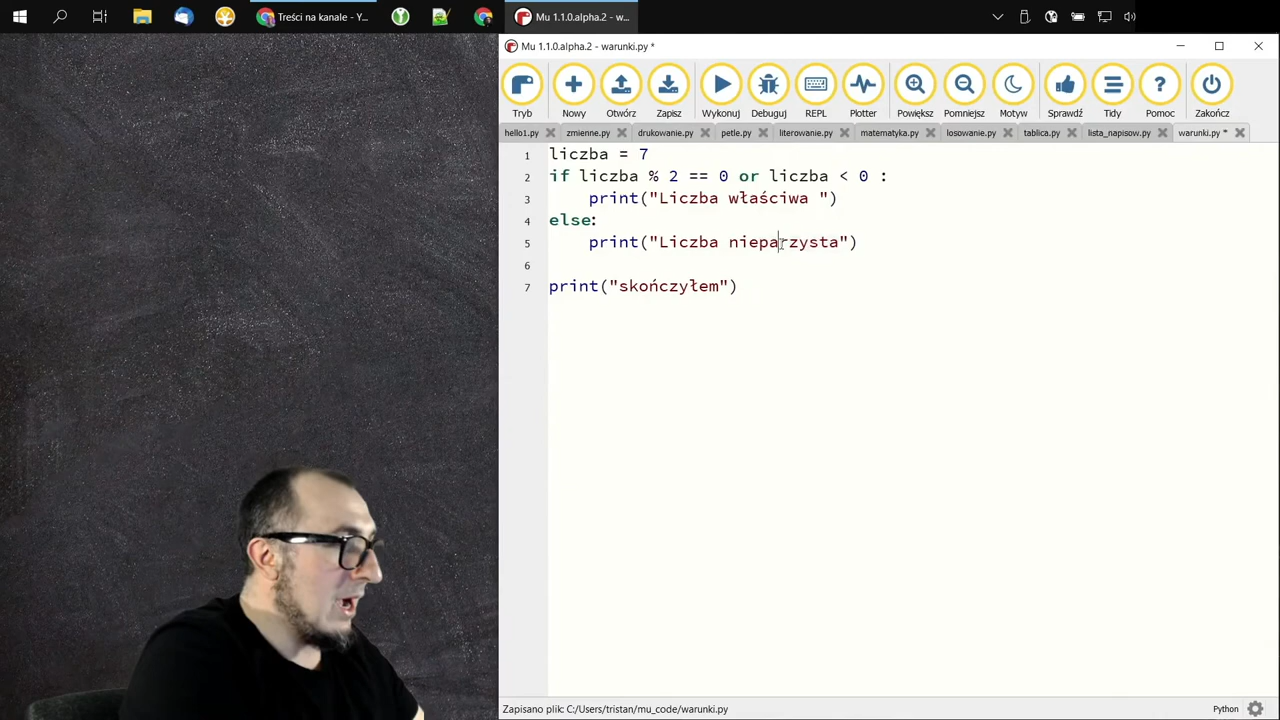 Treści na kanale - Y...
Mu 1.1.0.alpha.2 - w...
Mu 1.1.0.alpha.2 - warunki.py *
Tryb Nowy Otwórz Zapisz Wykonuj Debuguj REPL Plotter Powiększ Pomniejsz Motyw Sprawdź Tidy Pomoc Zakończ
hello1.py zmienne.py drukowanie.py petle.py literowanie.py matematyka.py losowanie.py tablica.py lista_napisow.py warunki.py *
1 liczba = 7
2 if liczba % 2 == 0 or liczba < 0 :
3 print("Liczba właściwa ")
4 else:
5 print("Liczba nieparzysta")
6
7 print("skończyłem")
Zapisano plik: C:/Users/tristan/mu_code/warunki.py Python